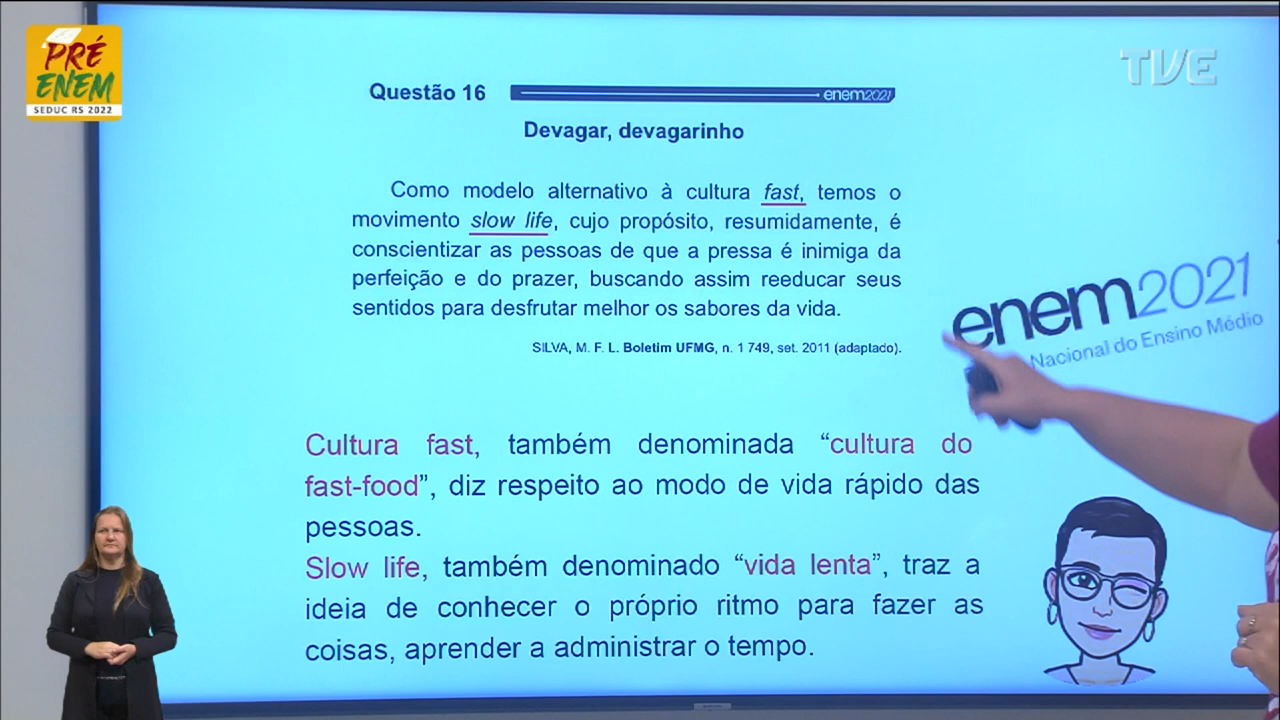 PRÉ
ENEM
SEDUC RS 2022
TVE
Questão 16
enem2021
Devagar, devagarinho
Como modelo alternativo à cultura fast, temos o
movimento slow life, cujo propósito, resumidamente, é
conscientizar as pessoas de que a pressa é inimiga da
perfeição e do prazer, buscando assim reeducar seus
sentidos para desfrutar melhor os sabores da vida.
SILVA, M. F. L. Boletim UFMG, n. 1 749, set. 2011 (adaptado).
enem2021
Nacional do Ensino Médio
Cultura fast, também denominada “cultura do
fast-food”, diz respeito ao modo de vida rápido das
pessoas.
Slow life, também denominado “vida lenta”, traz a
ideia de conhecer o próprio ritmo para fazer as
coisas, aprender a administrar o tempo.